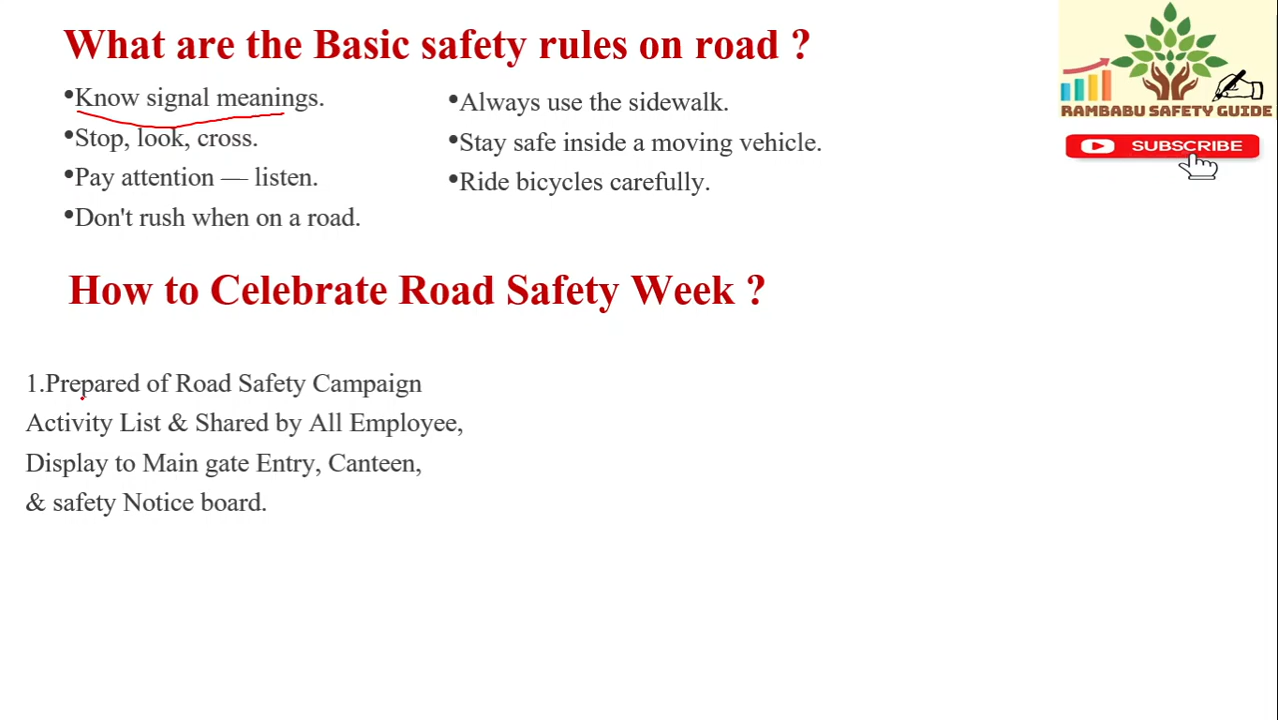 What are the Basic safety rules on road ?
•Know signal meanings.
•Stop, look, cross.
•Pay attention — listen.
•Don't rush when on a road.
•Always use the sidewalk.
•Stay safe inside a moving vehicle.
•Ride bicycles carefully.
RAMBABU SAFETY GUIDE
SUBSCRIBE
How to Celebrate Road Safety Week ?
1.Prepared of Road Safety Campaign
Activity List & Shared by All Employee,
Display to Main gate Entry, Canteen,
& safety Notice board.